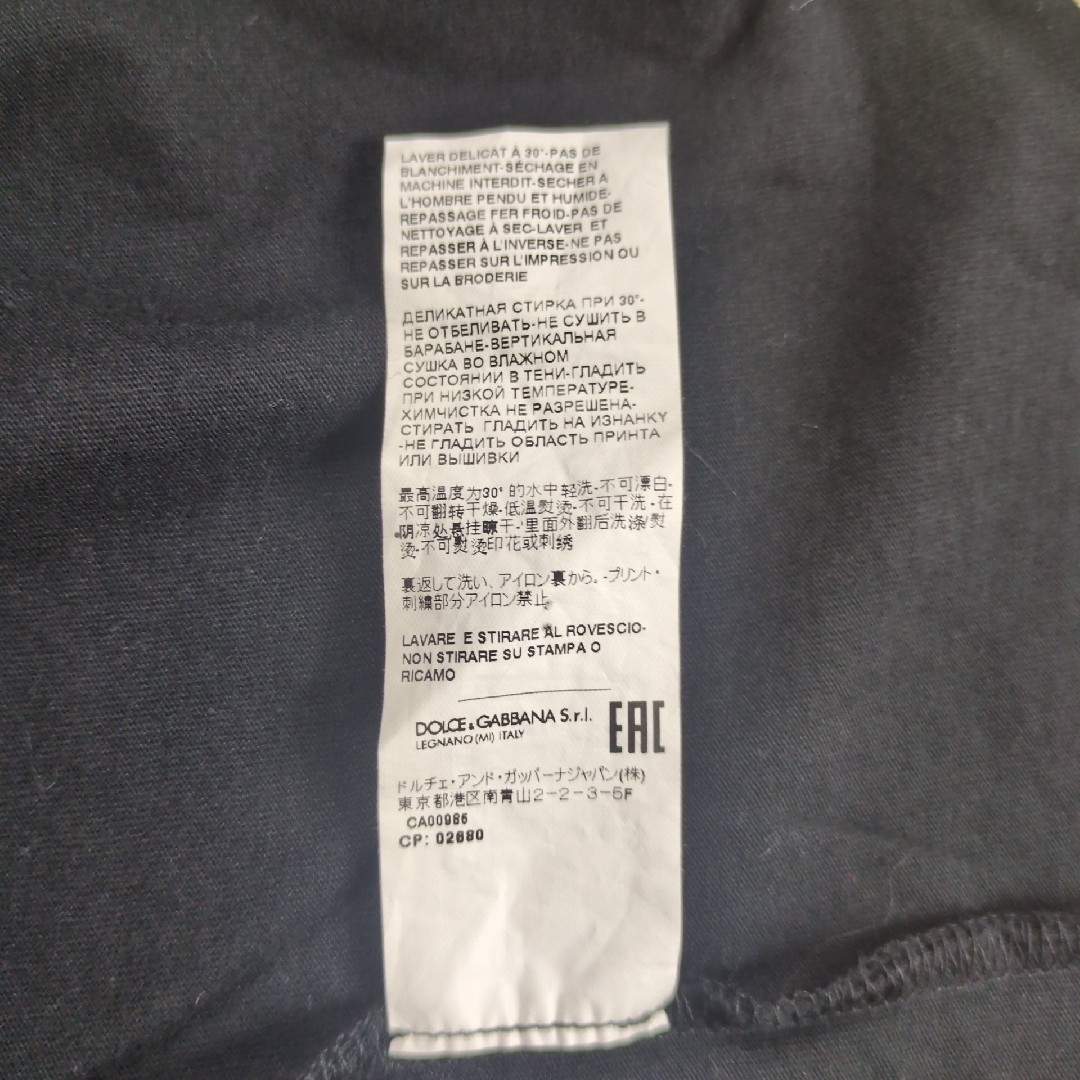 LAVER DELICAT À 30°-PAS DE
BLANCHIMENT-SÉCHAGE EN
MACHINE INTERDIT-SECHER A
L'HOMBRE PENDU ET HUMIDE-
REPASSAGE FER FROID-PAS DE
NETTOYAGE À SEC-LAVER ET
REPASSER À L'INVERSE-NE PAS
REPASSER SUR L'IMPRESSION OU
SUR LA BRODERIE
ДЕЛИКАТНАЯ СТИРКА ПРИ 30°-
НЕ ОТБЕЛИВАТЬ-НЕ СУШИТЬ В
БАРАБАНЕ-ВЕРТИКАЛЬНАЯ
СУШКА ВО ВЛАЖНОМ
СОСТОЯНИИ В ТЕНИ-ГЛАДИТЬ
ПРИ НИЗКОЙ ТЕМПЕРАТУРЕ-
ХИМЧИСТКА НЕ РАЗРЕШЕНА-
СТИРАТЬ ГЛАДИТЬ НА ИЗНАНКУ
-НЕ ГЛАДИТЬ ОБЛАСТЬ ПРИНТА
ИЛИ ВЫШИВКИ
最高温度为30°的水中轻洗-不可漂白-
不可翻转干燥-低温熨烫-不可干洗-在
阴凉处悬挂晾干-里面外翻后洗涤/熨
烫-不可熨烫印花或刺绣
裏返して洗い、アイロン裏から。-プリント・
刺繍部分アイロン禁止。
LAVARE E STIRARE AL ROVESCIO-
NON STIRARE SU STAMPA O
RICAMO
DOLCE & GABBANA S.r.l.
LEGNANO (MI) ITALY
EAC
ドルチェ・アンド・ガッバーナジャパン(株)
東京都港区南青山2-2-3-5F
CA00986
CP: 02680